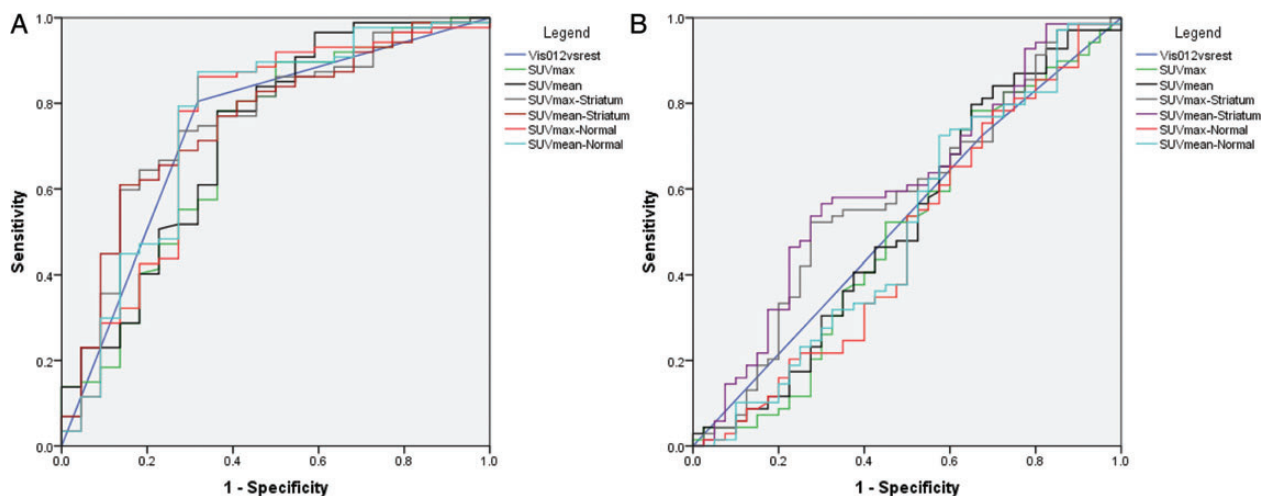 A
Sensitivity
1.0
0.8
0.6
0.4
0.2
0.0
0.0 0.2 0.4 0.6 0.8 1.0
1 - Specificity
Legend
Vis012vsrest
SUVmax
SUVmean
SUVmax-Striatum
SUVmean-Striatum
SUVmax-Normal
SUVmean-Normal
B
Sensitivity
1.0
0.8
0.6
0.4
0.2
0.0
0.0 0.2 0.4 0.6 0.8 1.0
1 - Specificity
Legend
Vis012vsrest
SUVmax
SUVmean
SUVmax-Striatum
SUVmean-Striatum
SUVmax-Normal
SUVmean-Normal